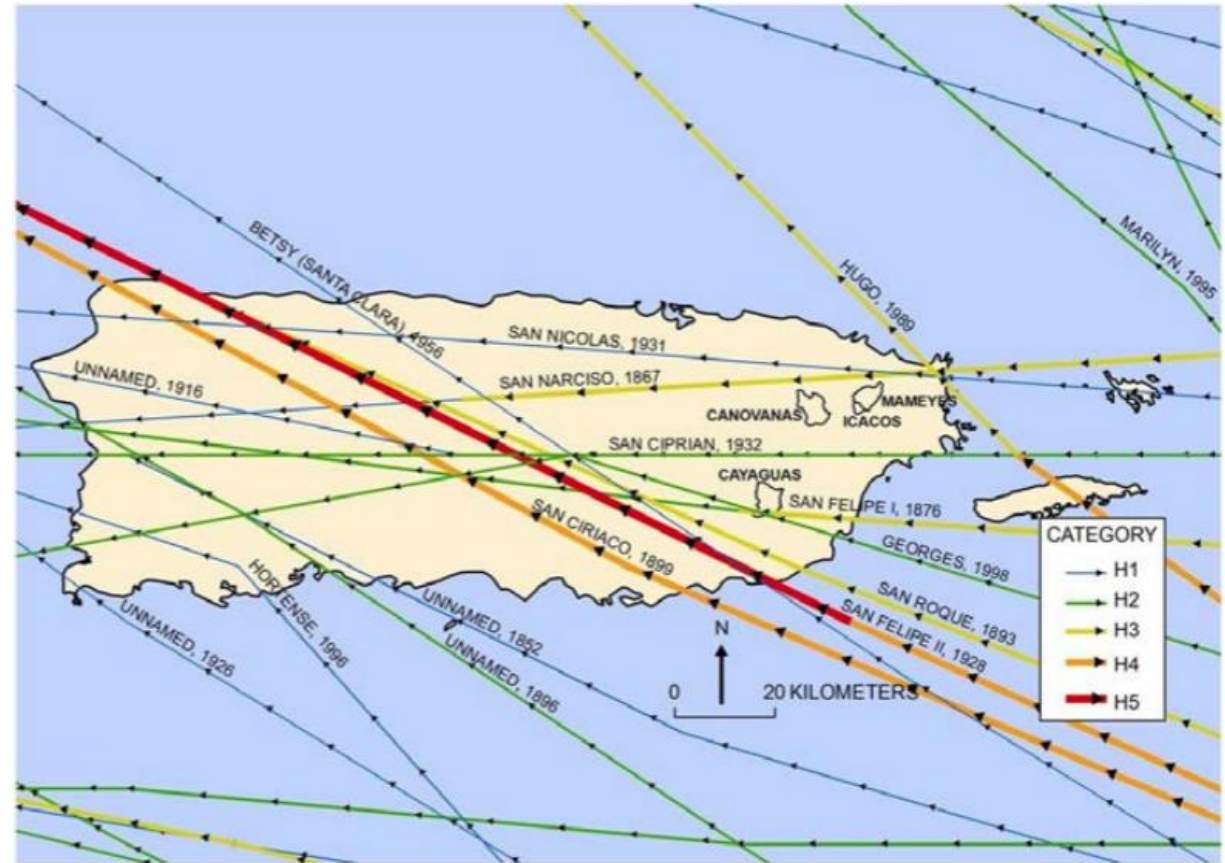 MARILYN, 1995
HUGO, 1989
BETSY (SANTA CLARA), 4956
SAN NICOLAS, 1931
UNNAMED, 1916
SAN NARCISO, 1867
MAMEYES
CANOVANAS
ICACOS
SAN CIPRIAN, 1932
CAYAGUAS
SAN FELIPE I, 1876
SAN CIRIACO, 1899
GEORGES, 1998
SAN ROQUE, 1893
SAN FELIPE II, 1928
HORTENSE, 1996
UNNAMED, 1852
UNNAMED, 1926
UNNAMED, 1896
N
0 20 KILOMETERS
CATEGORY
H1
H2
H3
H4
H5